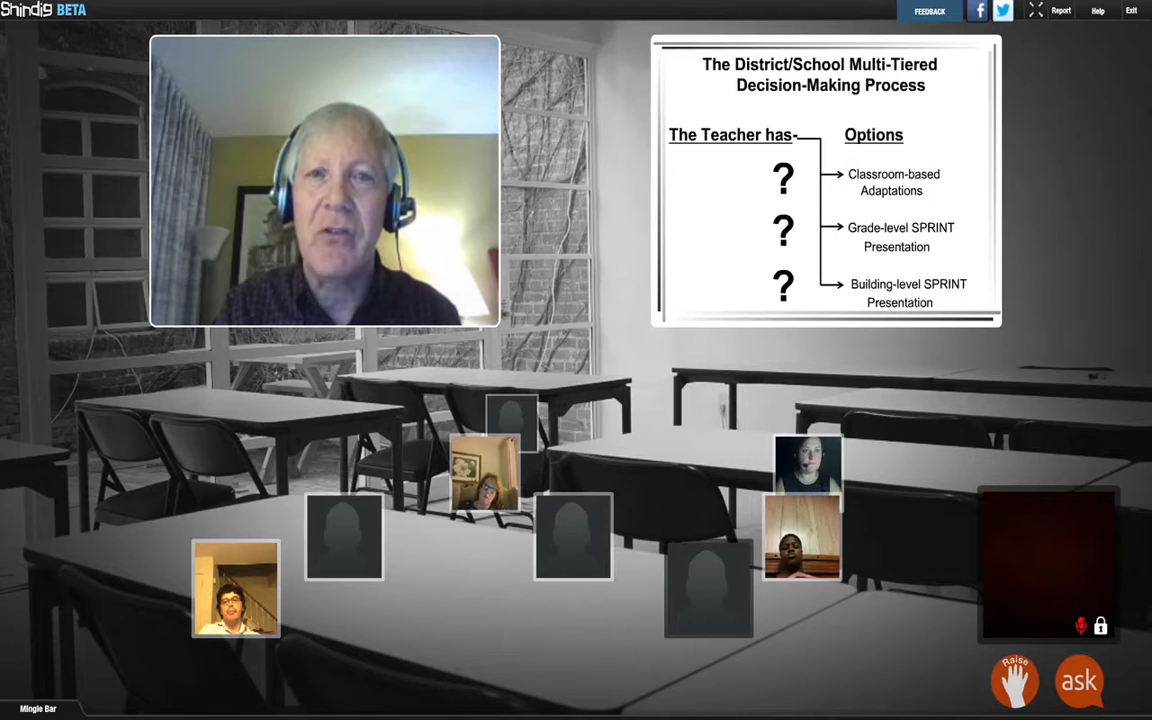 Shindig BETA
FEEDBACK
f
Report
Help
Exit
The District/School Multi-Tiered
Decision-Making Process
The Teacher has-
Options
?
Classroom-based
Adaptations
?
Grade-level SPRINT
Presentation
?
Building-level SPRINT
Presentation
Raise
ask
Mingle Bar